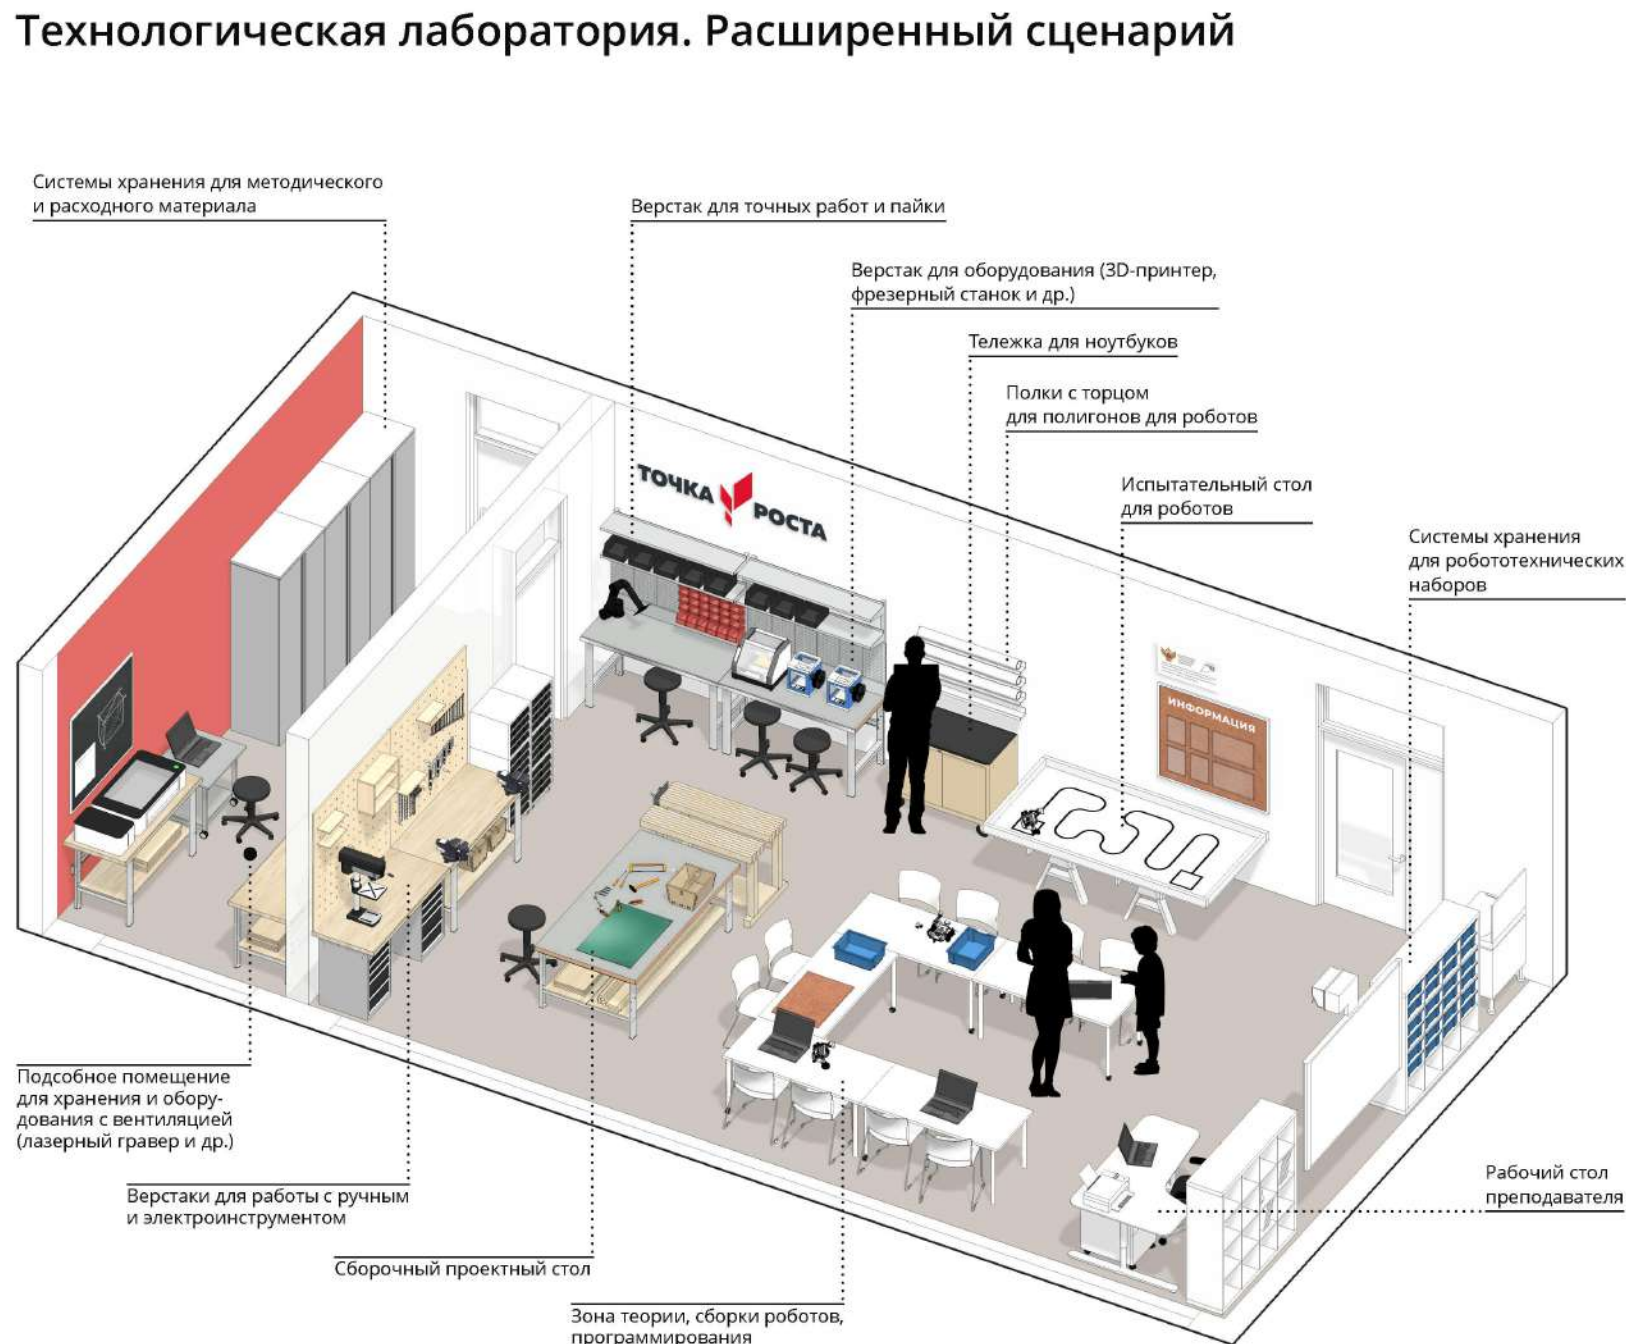 Технологическая лаборатория. Расширенный сценарий
Системы хранения для методического
и расходного материала
Верстак для точных работ и пайки
Верстак для оборудования (3D-принтер,
фрезерный станок и др.)
Тележка для ноутбуков
Полки с торцом
для полигонов для роботов
Испытательный стол
для роботов
Системы хранения
для робототехнических
наборов
ТОЧКА
РОСТА
ИНФОРМАЦИЯ
Подсобное помещение
для хранения и обору-
дования с вентиляцией
(лазерный гравер и др.)
Верстаки для работы с ручным
и электроинструментом
Сборочный проектный стол
Зона теории, сборки роботов,
программирования
Рабочий стол
преподавателя